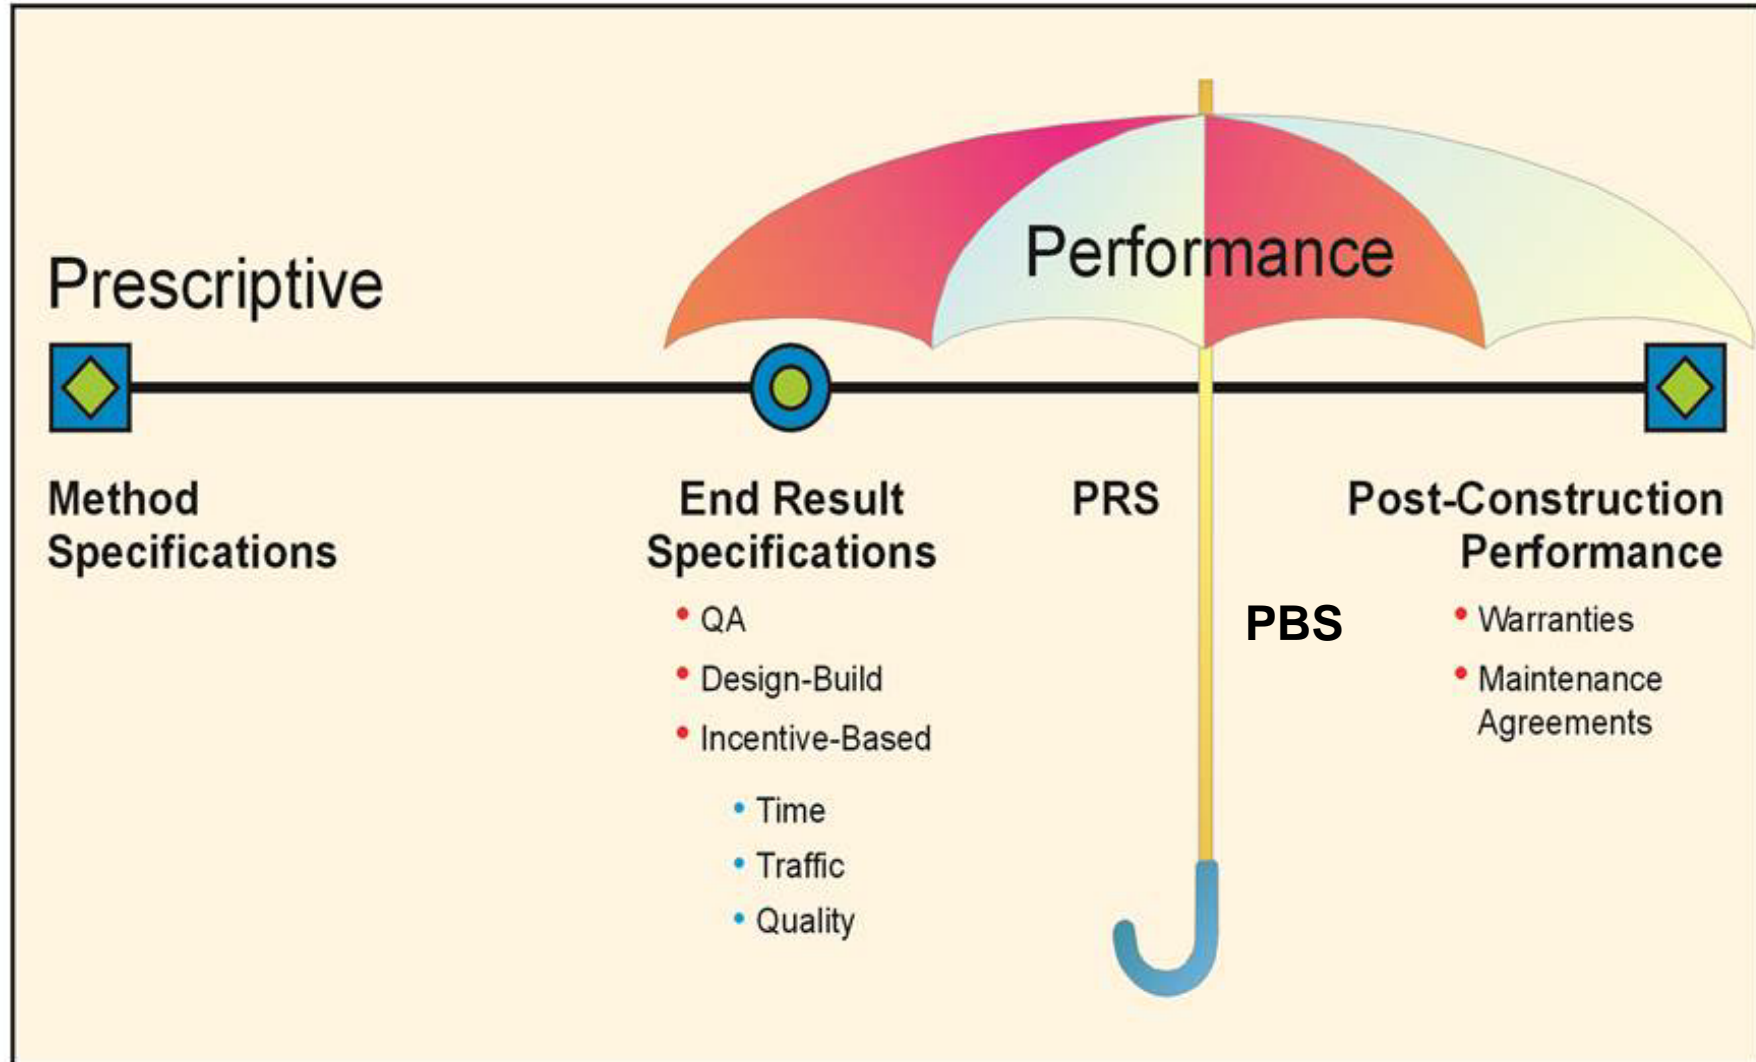 Performance
Prescriptive
Method
Specifications
End Result
Specifications
• QA
• Design-Build
• Incentive-Based
• Time
• Traffic
• Quality
PRS
PBS
Post-Construction
Performance
• Warranties
• Maintenance
Agreements